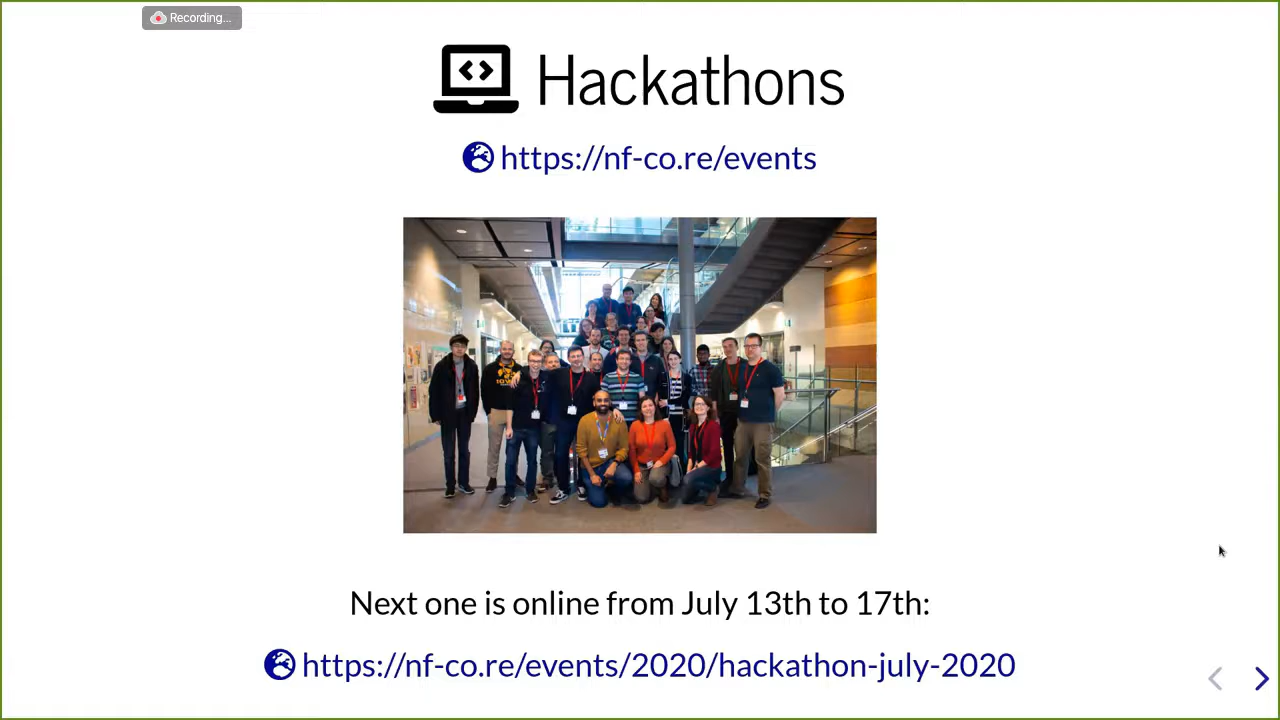 Recording...
Hackathons
https://nf-co.re/events
Next one is online from July 13th to 17th:
https://nf-co.re/events/2020/hackathon-july-2020